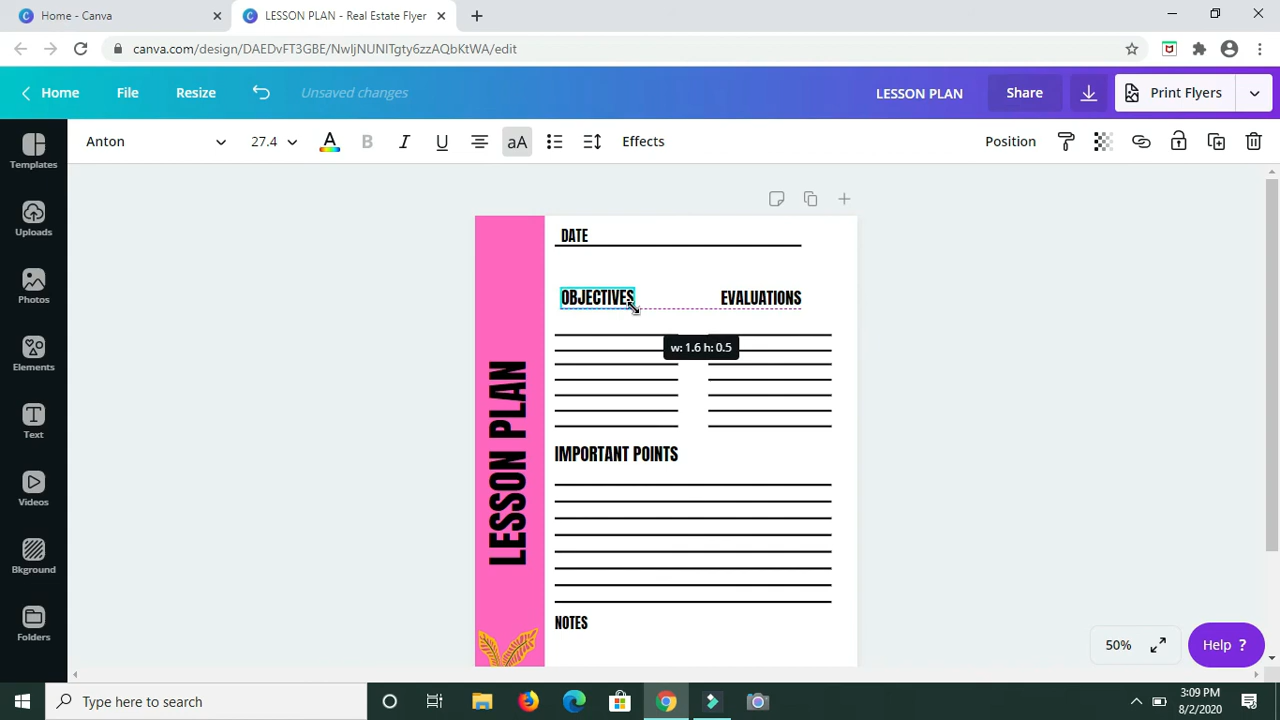 Home - Canva
LESSON PLAN - Real Estate Flyer
canva.com/design/DAEDvFT3GBE/NwIjNUNITgty6zzAQbKtWA/edit
Home File Resize Unsaved changes LESSON PLAN Share Print Flyers
Anton 27.4 A B I U aA Effects Position
Templates
Uploads
Photos
Elements
Text
Videos
Bkground
Folders
DATE
OBJECTIVES EVALUATIONS
w: 1.6 h: 0.5
LESSON PLAN
IMPORTANT POINTS
NOTES
50% Help ?
Type here to search
3:09 PM
8/2/2020